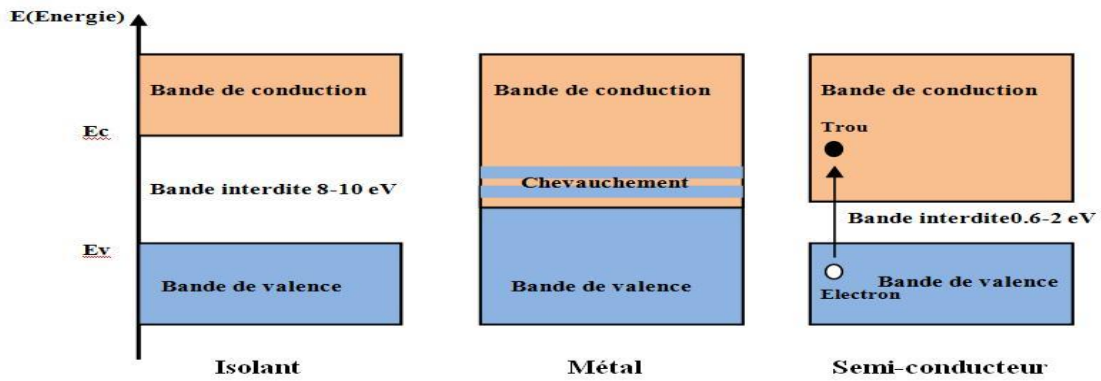 E(Energie)
Bande de conduction
Ec
Bande interdite 8-10 eV
Ev
Bande de valence
Isolant
Bande de conduction
Chevauchement
Bande de valence
Métal
Bande de conduction
Trou
Bande interdite0.6-2 eV
Bande de valence
Electron
Semi-conducteur